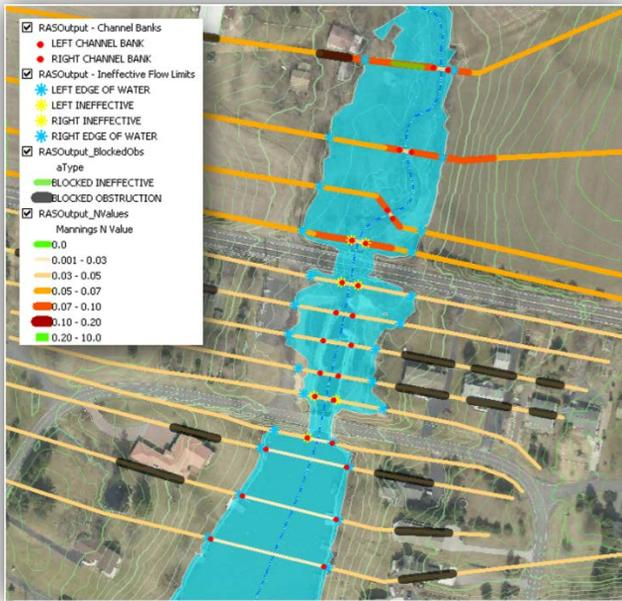 RASOutput - Channel Banks
LEFT CHANNEL BANK
RIGHT CHANNEL BANK
RASOutput - Ineffective Flow Limits
LEFT EDGE OF WATER
LEFT INEFFECTIVE
RIGHT INEFFECTIVE
RIGHT EDGE OF WATER
RASOutput_BlockedObs
aType
BLOCKED INEFFECTIVE
BLOCKED OBSTRUCTION
RASOutput_NValues
Mannings N Value
0.0
0.001 - 0.03
0.03 - 0.05
0.05 - 0.07
0.07 - 0.10
0.10 - 0.20
0.20 - 10.0